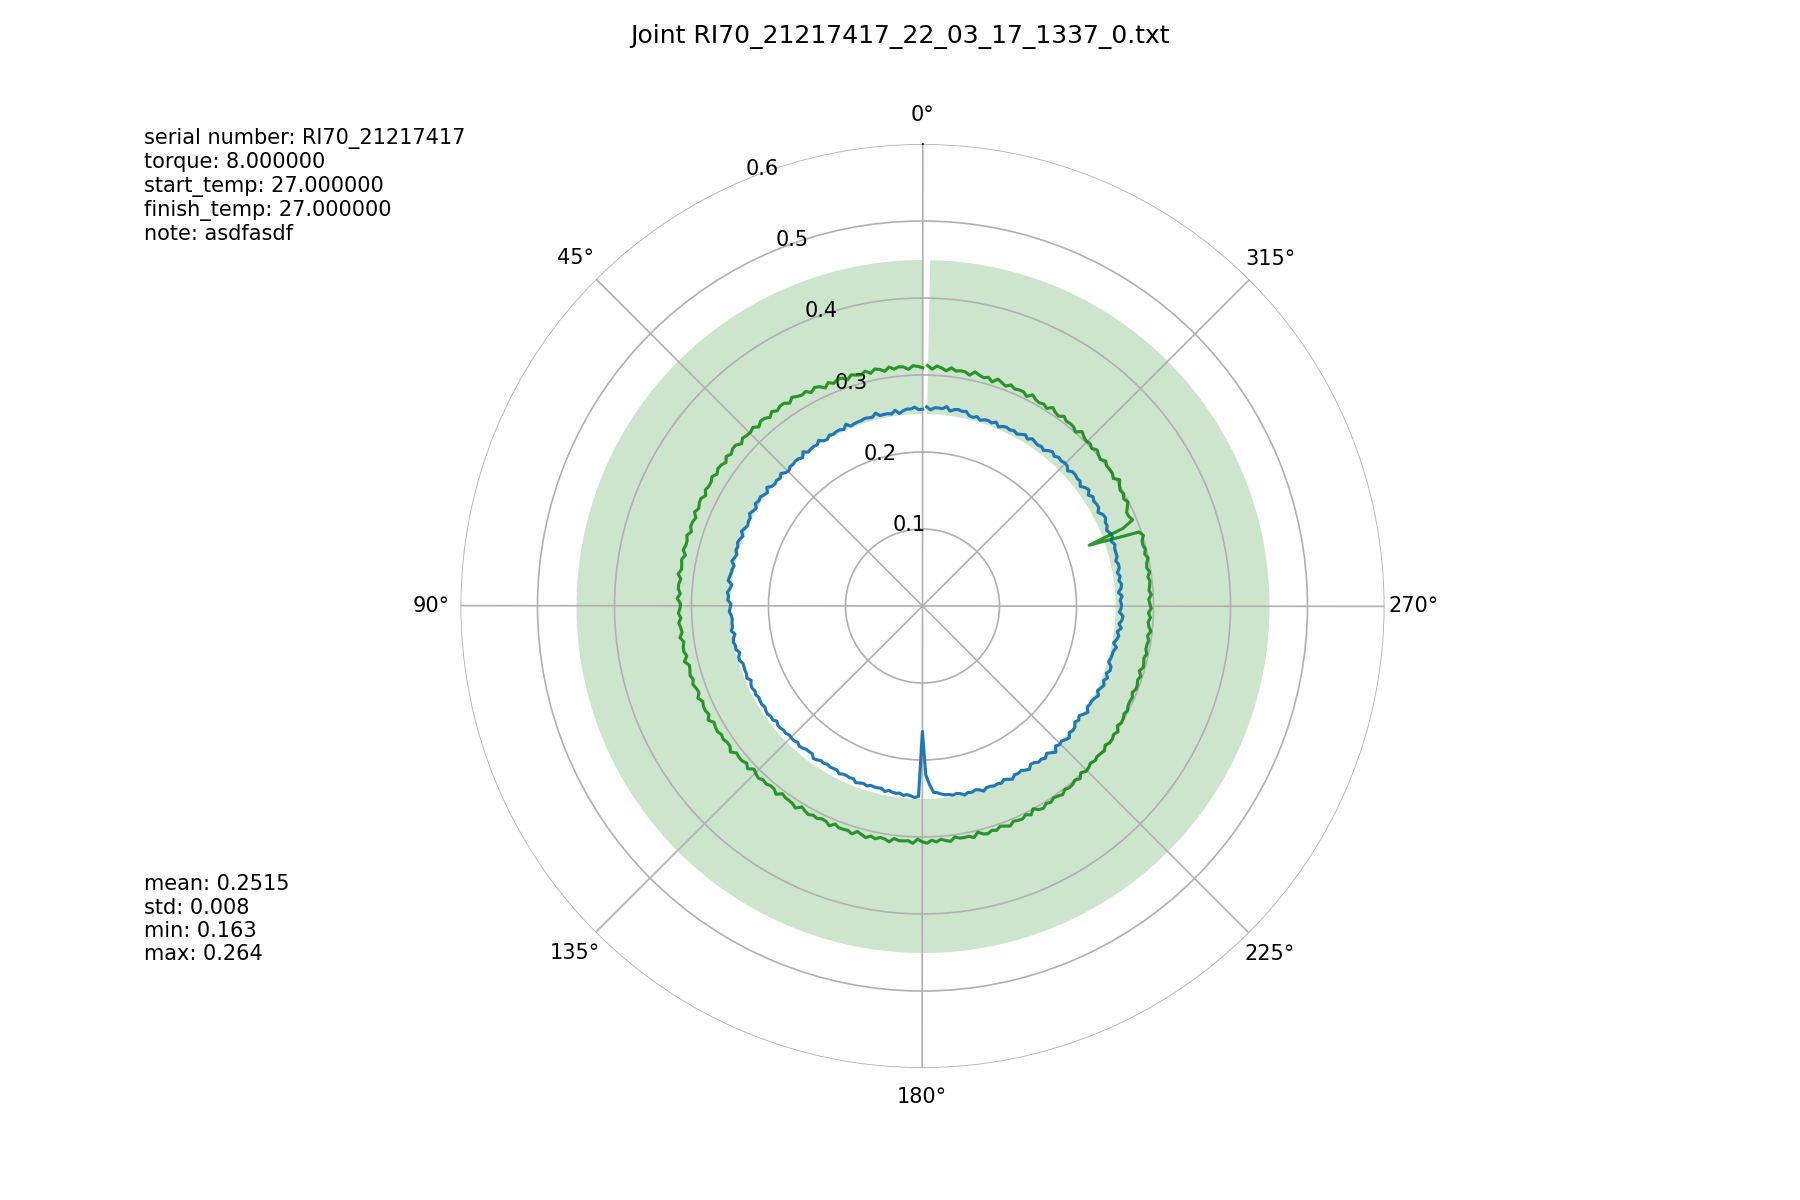 Joint RI70_21217417_22_03_17_1337_0.txt
serial number: RI70_21217417
torque: 8.000000
start_temp: 27.000000
finish_temp: 27.000000
note: asdfasdf
0°
0.6
0.5
45°
315°
0.4
0.3
0.2
0.1
90°
270°
mean: 0.2515
std: 0.008
min: 0.163
max: 0.264
135°
225°
180°